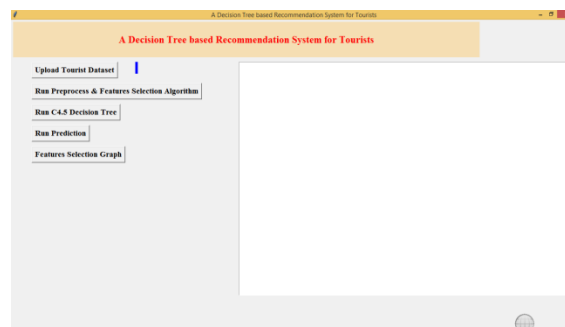 A Decision Tree based Recommendation System for Tourists
A Decision Tree based Recommendation System for Tourists
Upload Tourist Dataset
Run Preprocess & Features Selection Algorithm
Run C4.5 Decision Tree
Run Prediction
Features Selection Graph